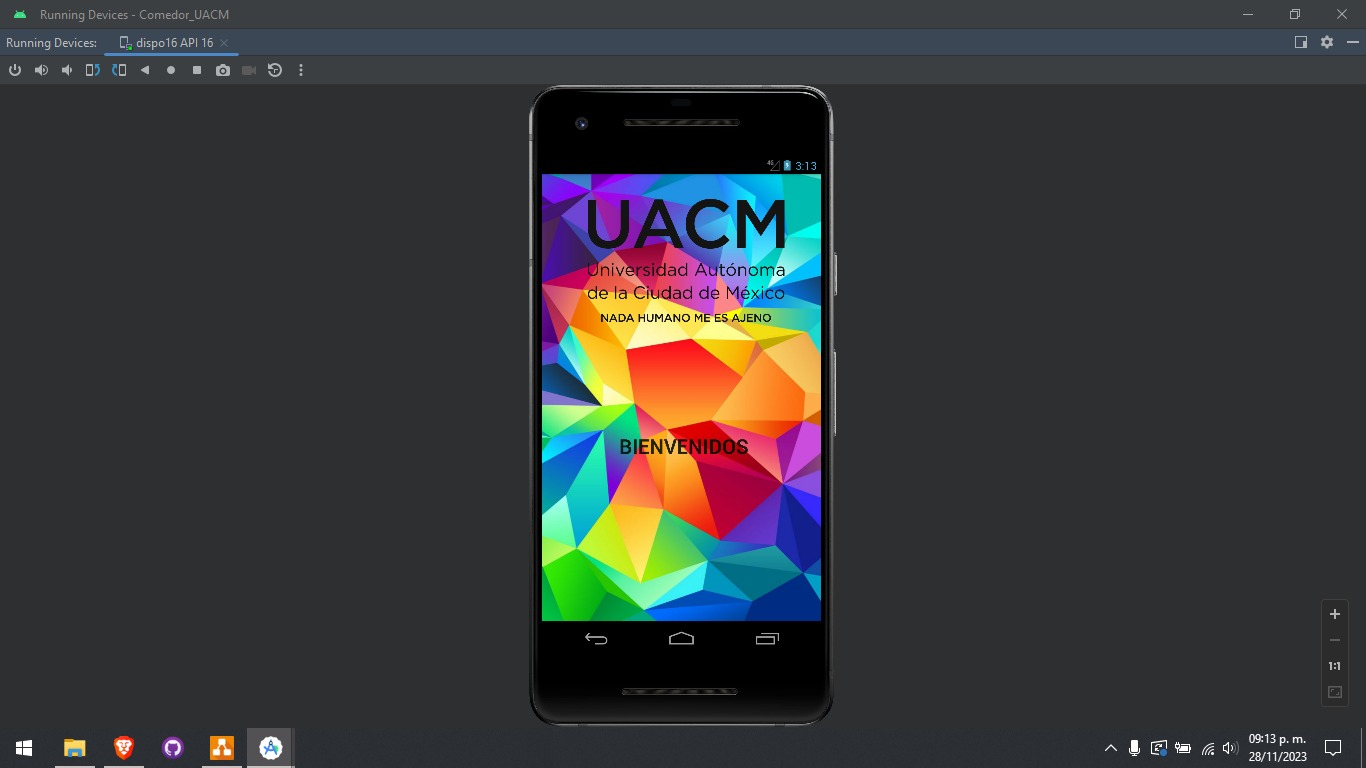 Running Devices - Comedor_UACM
Running Devices:
dispo16 API 16
4G
3:13
UACM
Universidad Autónoma
de la Ciudad de México
NADA HUMANO ME ES AJENO
BIENVENIDOS
1:1
09:13 p. m.
28/11/2023